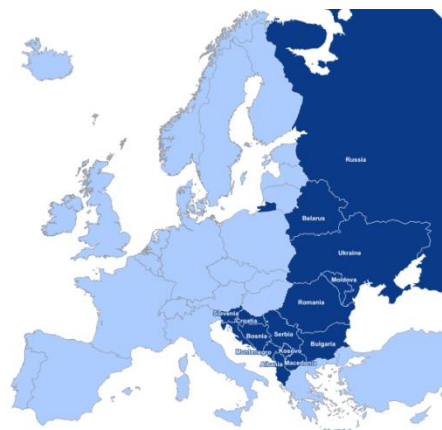 Russia
Belarus
Ukraine
Moldova
Romania
Slovenia
Croatia
Bosnia
Serbia
Montenegro
Kosovo
Bulgaria
Albania
Macedonia